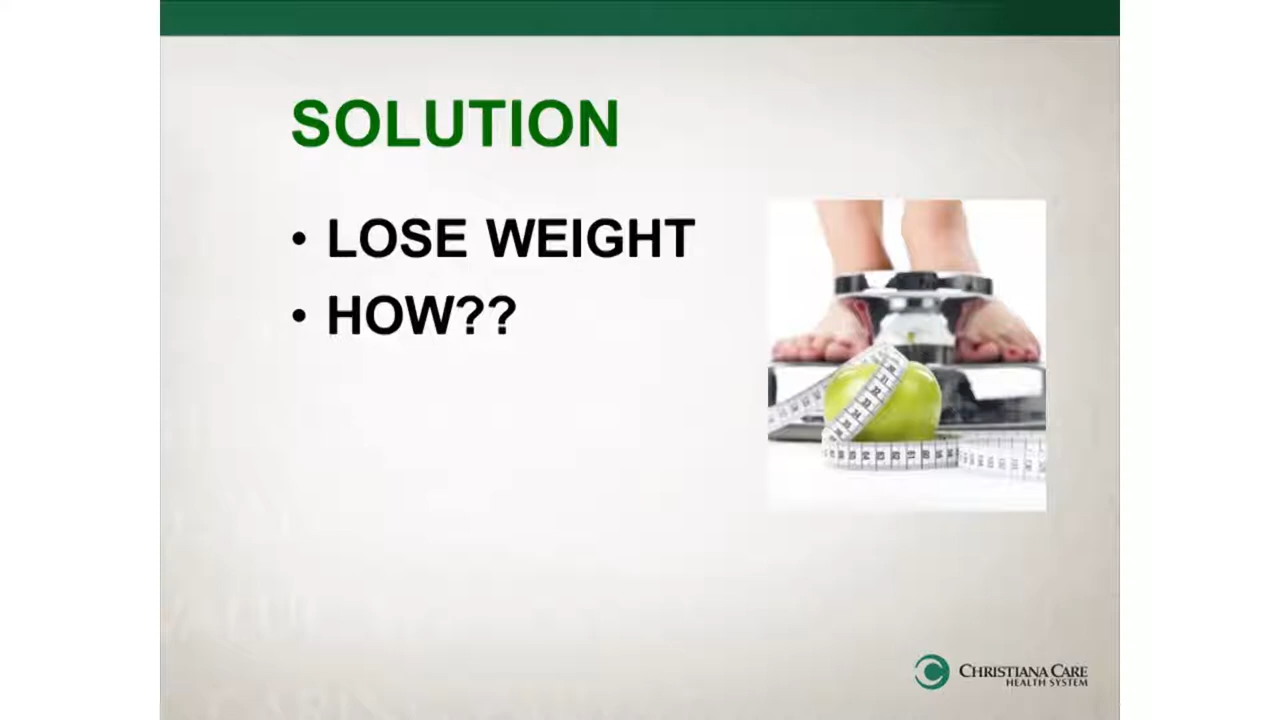 SOLUTION
• LOSE WEIGHT
• HOW??
CHRISTIANA CARE
HEALTH SYSTEM